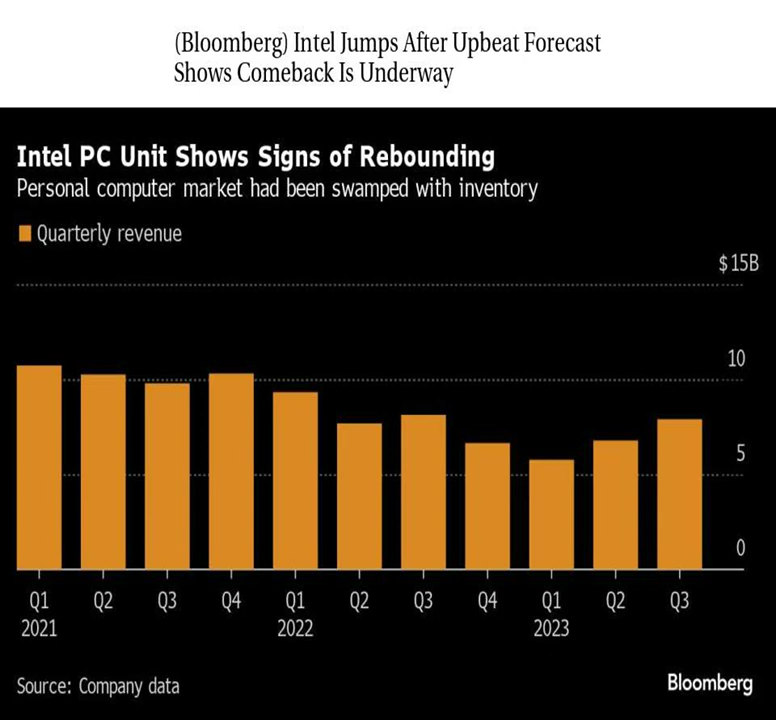 (Bloomberg) Intel Jumps After Upbeat Forecast
Shows Comeback Is Underway
Intel PC Unit Shows Signs of Rebounding
Personal computer market had been swamped with inventory
Quarterly revenue
$15B
10
5
0
Q1 Q2 Q3 Q4 Q1 Q2 Q3 Q4 Q1 Q2 Q3
2021 2022 2023
Source: Company data
Bloomberg